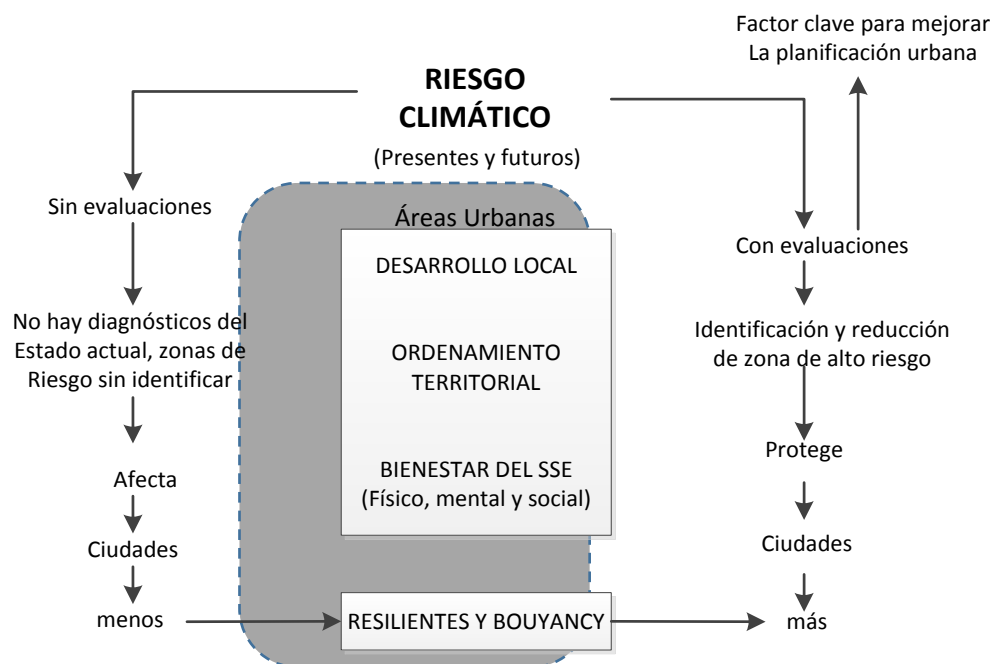 Factor clave para mejorar
La planificación urbana
RIESGO
CLIMÁTICO
(Presentes y futuros)
Sin evaluaciones
No hay diagnósticos del
Estado actual, zonas de
Riesgo sin identificar
Afecta
Ciudades
menos
Áreas Urbanas
DESARROLLO LOCAL
ORDENAMIENTO
TERRITORIAL
BIENESTAR DEL SSE
(Físico, mental y social)
RESILIENTES Y BOUYANCY
Con evaluaciones
Identificación y reducción
de zona de alto riesgo
Protege
Ciudades
más